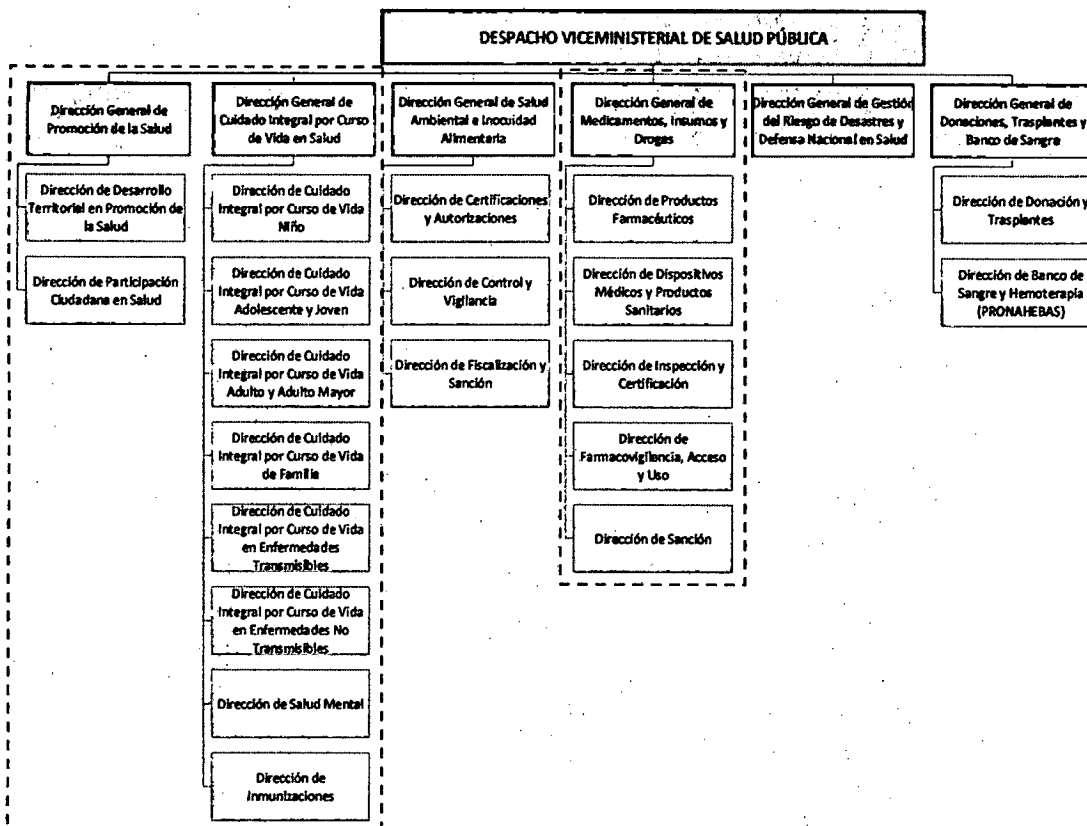 DESPACHO VICEMINISTERIAL DE SALUD PÚBLICA
Dirección General de
Promoción de la Salud
Dirección de Desarrollo
Territorial en Promoción de
la Salud
Dirección de Participación
Ciudadana en Salud
Dirección General de
Cuidado Integral por Curso
de Vida en Salud
Dirección de Cuidado
Integral por Curso de Vida
Niño
Dirección de Cuidado
Integral por Curso de Vida
Adolescente y Joven
Dirección de Cuidado
Integral por Curso de Vida
Adulto y Adulto Mayor
Dirección de Cuidado
Integral por Curso de Vida
de Familia
Dirección de Cuidado
Integral por Curso de Vida
en Enfermedades
Transmisibles
Dirección de Cuidado
Integral por Curso de Vida
en Enfermedades No
Transmisibles
Dirección de Salud Mental
Dirección de
Inmunizaciones
Dirección General de Salud
Ambiental e Inocuidad
Alimentaria
Dirección de Certificaciones
y Autorizaciones
Dirección de Control y
Vigilancia
Dirección de Fiscalización y
Sanción
Dirección General de
Medicamentos, Insumos y
Drogas
Dirección de Productos
Farmacéuticos
Dirección de Dispositivos
Médicos y Productos
Sanitarios
Dirección de Inspección y
Certificación
Dirección de
Farmacovigilancia, Acceso
y Uso
Dirección de Sanción
Dirección General de Gestión
del Riesgo de Desastres y
Defensa Nacional en Salud
Dirección General de
Donaciones, Trasplantes y
Banco de Sangre
Dirección de Donación y
Trasplantes
Dirección de Banco de
Sangre y Hemoterapia
(PRONAHEBAS)